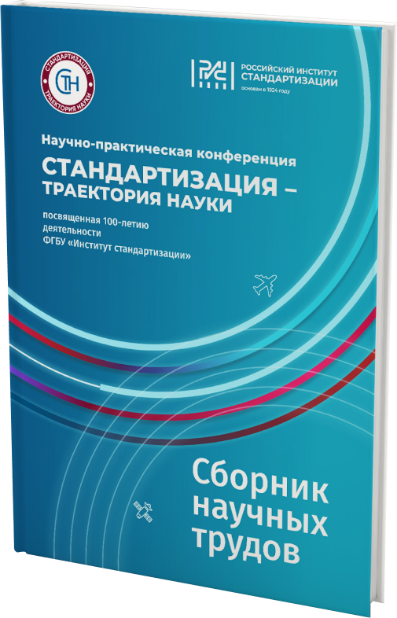 СТАНДАРТИЗАЦИЯ
СТН
ТРАЕКТОРИЯ НАУКИ
РОССИЙСКИЙ ИНСТИТУТ
СТАНДАРТИЗАЦИИ
основан в 1924 году
Научно-практическая конференция
СТАНДАРТИЗАЦИЯ –
ТРАЕКТОРИЯ НАУКИ
посвященная 100-летию
деятельности
ФГБУ «Институт стандартизации»
Сборник
научных
трудов